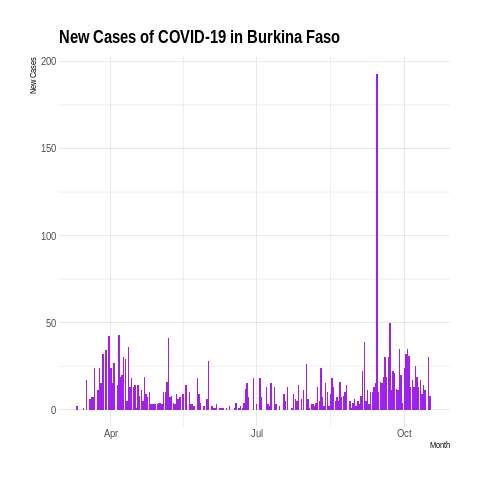 New Cases of COVID-19 in Burkina Faso
New Cases
200
150
100
50
0
Apr
Jul
Oct
Month